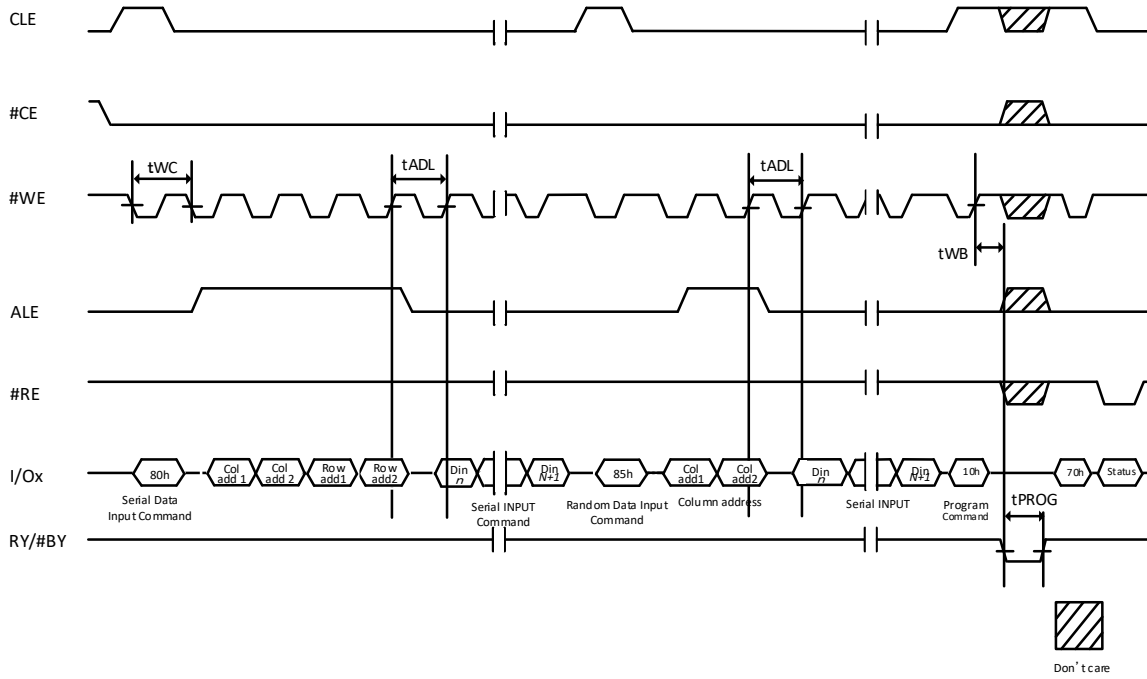 CLE
#CE
tWC
tADL
tADL
#WE
tWB
ALE
#RE
I/Ox
80h
Col
add 1
Col
add 2
Row
add1
Row
add2
Din
n
Din
N+1
85h
Col
add1
Col
add2
Din
n
Din
N+1
10h
70h
Status
Serial Data
Input Command
Serial INPUT
Command
Random Data Input
Command
Column address
Serial INPUT
Program
Command
tPROG
RY/#BY
Don't care